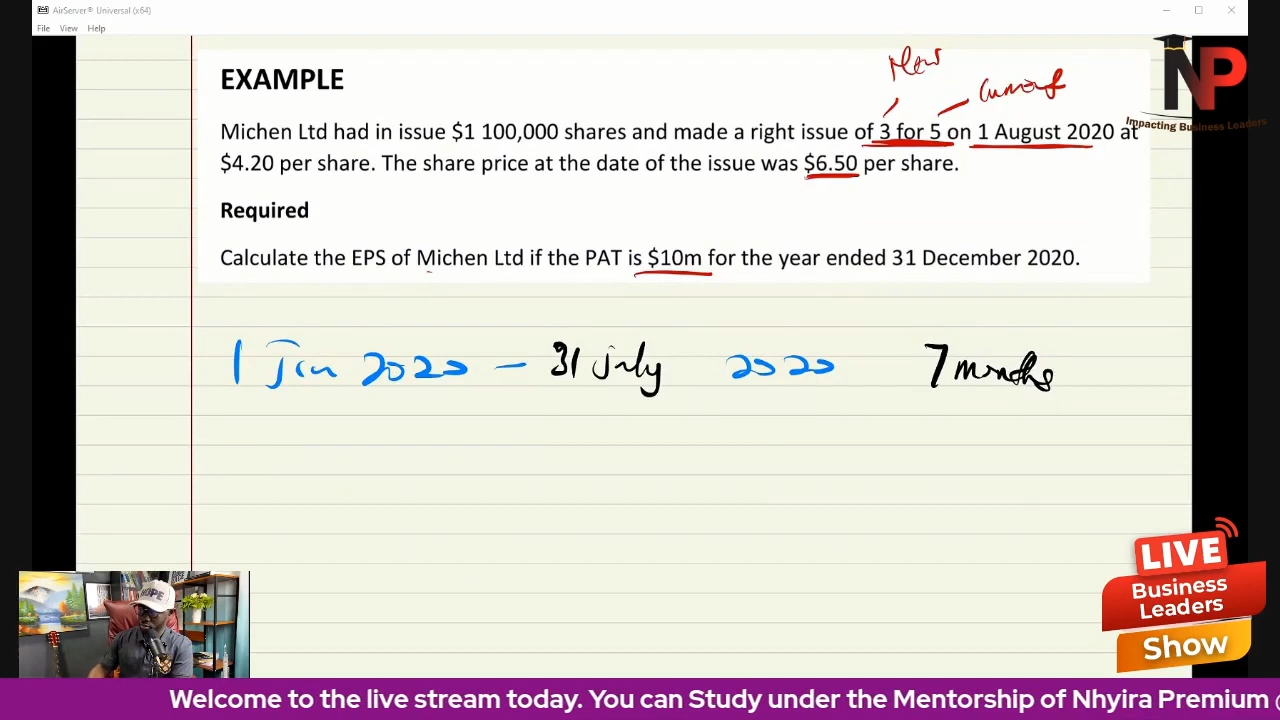 AirServer® Universal (x64)
File View Help
NP
Impacting Business Leaders
New
Current
EXAMPLE
Michen Ltd had in issue $1 100,000 shares and made a right issue of 3 for 5 on 1 August 2020 at
$4.20 per share. The share price at the date of the issue was $6.50 per share.
Required
Calculate the EPS of Michen Ltd if the PAT is $10m for the year ended 31 December 2020.
1 Jan 2020 – 31 july 2020 7 months
LIVE
Business
Leaders
Show
Welcome to the live stream today. You can Study under the Mentorship of Nhyira Premium